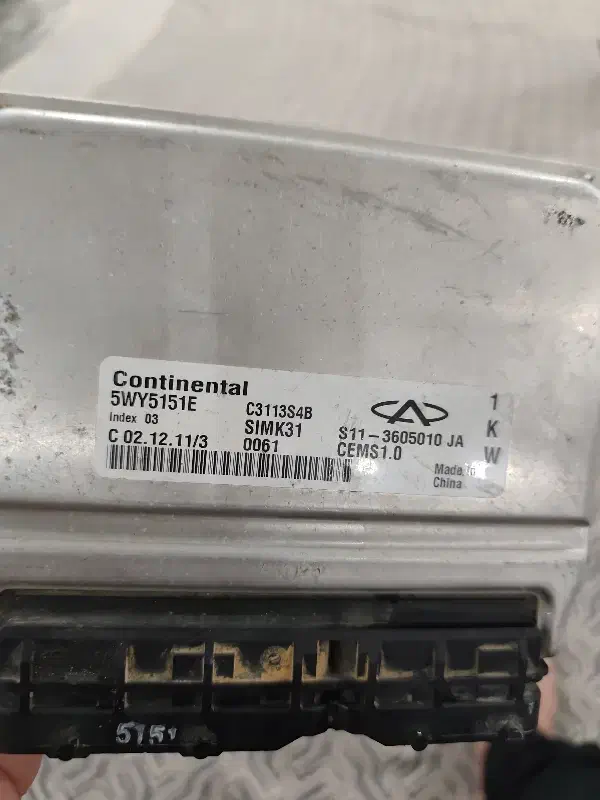 Continental
5WY5151E
Index 03
C 02.12.11/3
C3113S4B
SIMK31
0061
S11-3605010 JA
CEMS1.0
Made In
China
1
K
W
5151